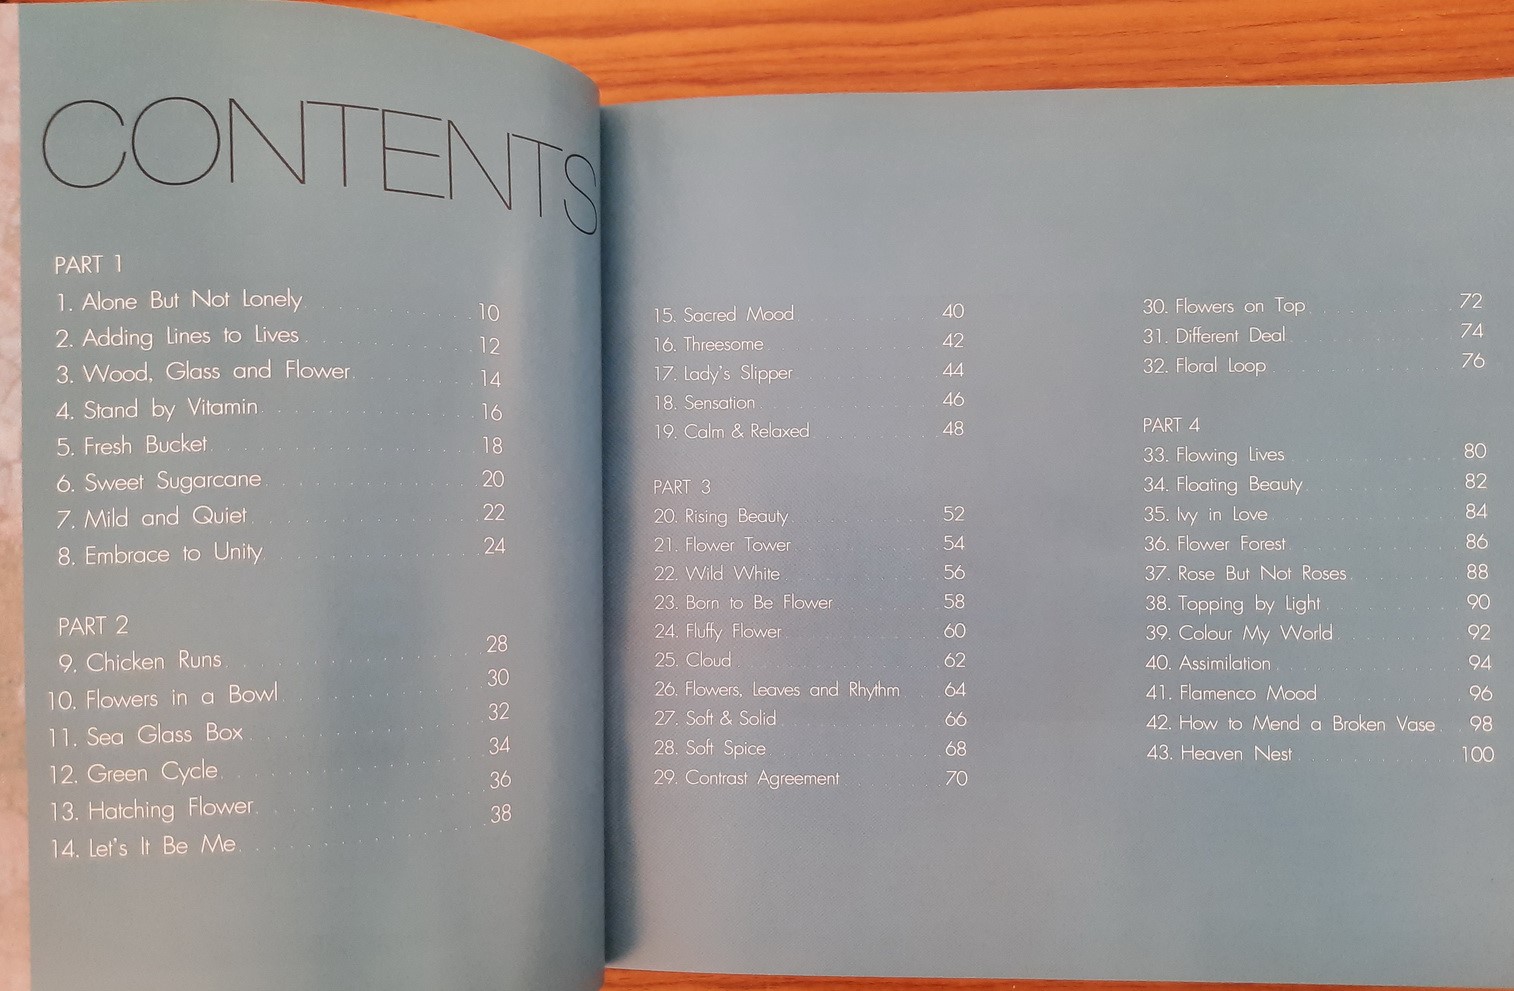 CONTENTS
PART 1
1. Alone But Not Lonely 10
2. Adding Lines to Lives 12
3. Wood, Glass and Flower 14
4. Stand by Vitamin 16
5. Fresh Bucket 18
6. Sweet Sugarcane 20
7. Mild and Quiet 22
8. Embrace to Unity 24
PART 2
9. Chicken Runs 28
10. Flowers in a Bowl 30
11. Sea Glass Box 32
12. Green Cycle 34
13. Hatching Flower 36
14. Let's It Be Me 38
15. Sacred Mood 40
16. Threesome 42
17. Lady's Slipper 44
18. Sensation 46
19. Calm & Relaxed 48
PART 3
20. Rising Beauty 52
21. Flower Tower 54
22. Wild White 56
23. Born to Be Flower 58
24. Fluffy Flower 60
25. Cloud 62
26. Flowers, Leaves and Rhythm 64
27. Soft & Solid 66
28. Soft Spice 68
29. Contrast Agreement 70
30. Flowers on Top 72
31. Different Deal 74
32. Floral Loop 76
PART 4
33. Flowing Lives 80
34. Floating Beauty 82
35. Ivy in Love 84
36. Flower Forest 86
37. Rose But Not Roses 88
38. Topping by Light 90
39. Colour My World 92
40. Assimilation 94
41. Flamenco Mood 96
42. How to Mend a Broken Vase 98
43. Heaven Nest 100